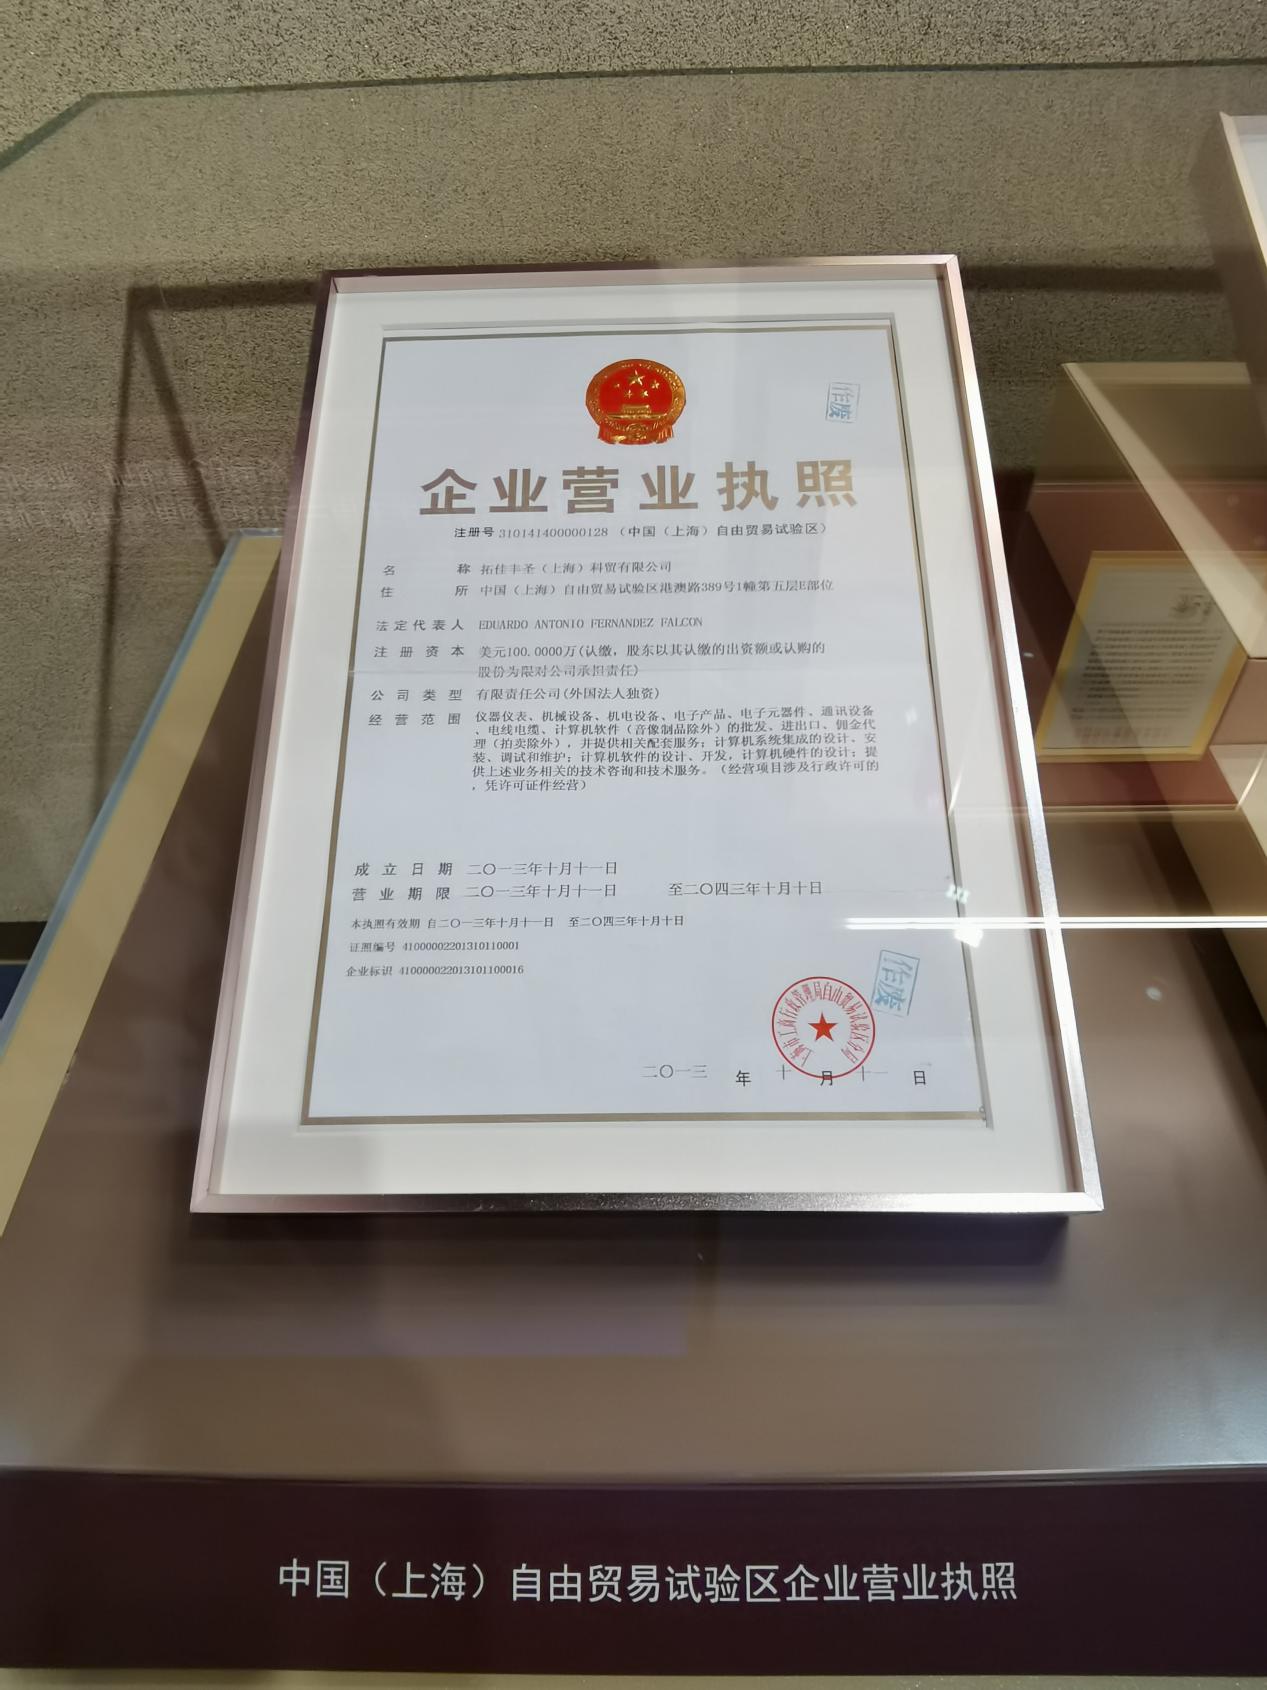 作废
企业营业执照
注册号 310141400000128 （中国（上海）自由贸易试验区）
名称 拓佳丰圣（上海）科贸有限公司
住所 中国（上海）自由贸易试验区港澳路389号1幢第五层E部位
法定代表人 EDUARDO ANTONIO FERNANDEZ FALCON
注册资本 美元100.0000万(认缴，股东以其认缴的出资额或认购的
股份为限对公司承担责任)
公司类型 有限责任公司(外国法人独资)
经营范围 仪器仪表、机械设备、机电设备、电子产品、电子元器件、通讯设备
、电线电缆、计算机软件（音像制品除外）的批发、进出口、佣金代
理（拍卖除外），并提供相关配套服务；计算机系统集成的设计、安
装、调试和维护；计算机软件的设计、开发，计算机硬件的设计；提
供上述业务相关的技术咨询和技术服务。（经营项目涉及行政许可的
，凭许可证件经营）
成立日期 二〇一三年十月十一日
营业期限 二〇一三年十月十一日 至二〇四三年十月十日
本执照有效期 自二〇一三年十月十一日 至二〇四三年十月十日
证照编号 41000002201310110001
企业标识 410000022013101100016
作废
上海市工商行政管理局自由贸易试验区分局
二〇一三 年 十 月 十一 日
中国（上海）自由贸易试验区企业营业执照